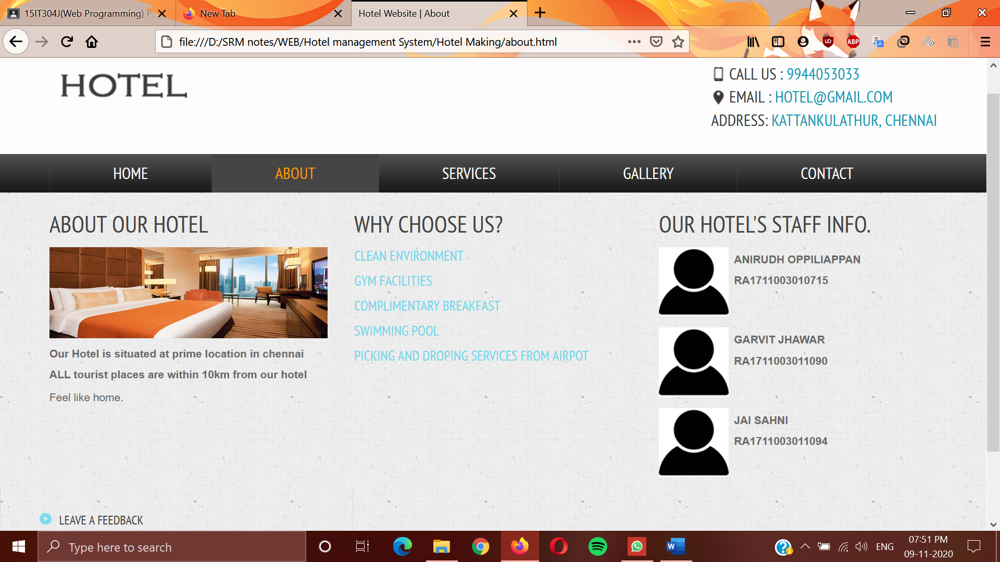 15IT304J(Web Programming)
New Tab
Hotel Website | About
file:///D:/SRM notes/WEB/Hotel management System/Hotel Making/about.html
UO
ABP
HOTEL
CALL US : 9944053033
EMAIL : HOTEL@GMAIL.COM
ADDRESS: KATTANKULATHUR, CHENNAI
HOME
ABOUT
SERVICES
GALLERY
CONTACT
ABOUT OUR HOTEL
Our Hotel is situated at prime location in chennai
ALL tourist places are within 10km from our hotel
Feel like home.
WHY CHOOSE US?
CLEAN ENVIRONMENT
GYM FACILITIES
COMPLIMENTARY BREAKFAST
SWIMMING POOL
PICKING AND DROPING SERVICES FROM AIRPOT
OUR HOTEL'S STAFF INFO.
ANIRUDH OPPILIAPPAN
RA1711003010715
GARVIT JHAWAR
RA1711003011090
JAI SAHNI
RA1711003011094
LEAVE A FEEDBACK
Type here to search
W
ENG
07:51 PM
09-11-2020